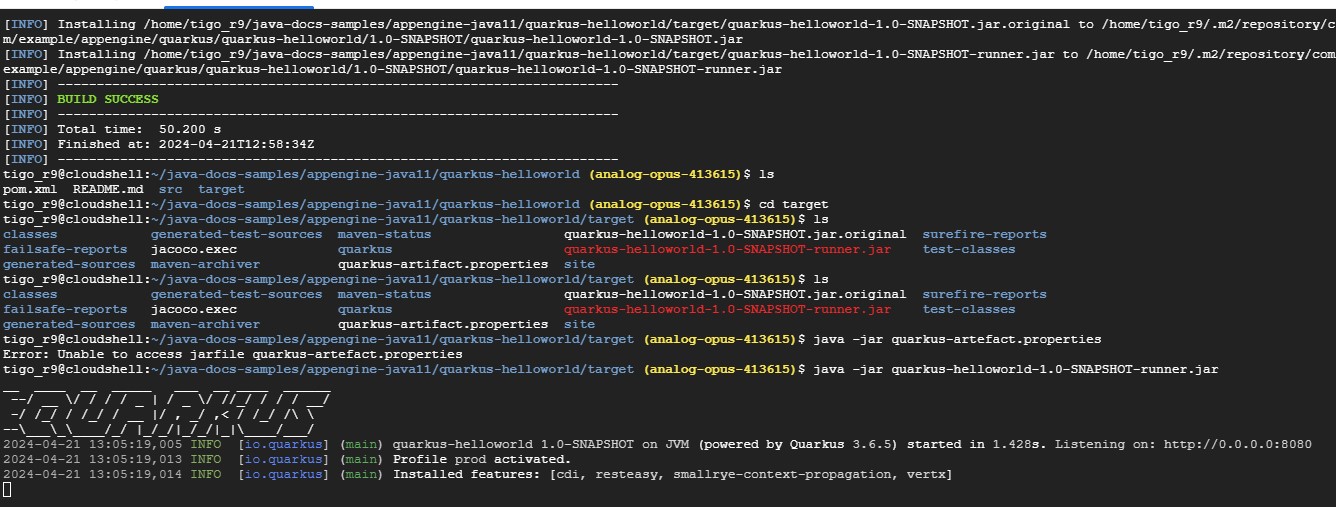 [INFO] Installing /home/tigo_r9/java-docs-samples/appengine-java11/quarkus-helloworld/target/quarkus-helloworld-1.0-SNAPSHOT.jar.original to /home/tigo_r9/.m2/repository/co
m/example/appengine/quarkus/quarkus-helloworld/1.0-SNAPSHOT/quarkus-helloworld-1.0-SNAPSHOT.jar
[INFO] Installing /home/tigo_r9/java-docs-samples/appengine-java11/quarkus-helloworld/target/quarkus-helloworld-1.0-SNAPSHOT-runner.jar to /home/tigo_r9/.m2/repository/com
example/appengine/quarkus/quarkus-helloworld/1.0-SNAPSHOT/quarkus-helloworld-1.0-SNAPSHOT-runner.jar
[INFO] ------------------------------------------------------------------------
[INFO] BUILD SUCCESS
[INFO] ------------------------------------------------------------------------
[INFO] Total time:  50.200 s
[INFO] Finished at: 2024-04-21T12:58:34Z
[INFO] ------------------------------------------------------------------------
tigo_r9@cloudshell:~/java-docs-samples/appengine-java11/quarkus-helloworld (analog-opus-413615)$ ls
pom.xml  README.md  src  target
tigo_r9@cloudshell:~/java-docs-samples/appengine-java11/quarkus-helloworld (analog-opus-413615)$ cd target
tigo_r9@cloudshell:~/java-docs-samples/appengine-java11/quarkus-helloworld/target (analog-opus-413615)$ ls
classes            generated-test-sources  maven-status                 quarkus-helloworld-1.0-SNAPSHOT.jar.original  surefire-reports
failsafe-reports   jacoco.exec             quarkus                      quarkus-helloworld-1.0-SNAPSHOT-runner.jar    test-classes
generated-sources  maven-archiver          quarkus-artifact.properties  site
tigo_r9@cloudshell:~/java-docs-samples/appengine-java11/quarkus-helloworld/target (analog-opus-413615)$ ls
classes            generated-test-sources  maven-status                 quarkus-helloworld-1.0-SNAPSHOT.jar.original  surefire-reports
failsafe-reports   jacoco.exec             quarkus                      quarkus-helloworld-1.0-SNAPSHOT-runner.jar    test-classes
generated-sources  maven-archiver          quarkus-artifact.properties  site
tigo_r9@cloudshell:~/java-docs-samples/appengine-java11/quarkus-helloworld/target (analog-opus-413615)$ java -jar quarkus-artefact.properties
Error: Unable to access jarfile quarkus-artefact.properties
tigo_r9@cloudshell:~/java-docs-samples/appengine-java11/quarkus-helloworld/target (analog-opus-413615)$ java -jar quarkus-helloworld-1.0-SNAPSHOT-runner.jar
__  ____  __  _____   ___  __ ____  ______
 --/ __ \/ / / / _ | / _ \/ //_/ / / / __/
 -/ /_/ / /_/ / __ |/ , _/ ,< / /_/ /\ \
--\___\_\____/_/ |_/_/|_/_/|_|\____/___/
2024-04-21 13:05:19,005 INFO  [io.quarkus] (main) quarkus-helloworld 1.0-SNAPSHOT on JVM (powered by Quarkus 3.6.5) started in 1.428s. Listening on: http://0.0.0.0:8080
2024-04-21 13:05:19,013 INFO  [io.quarkus] (main) Profile prod activated.
2024-04-21 13:05:19,014 INFO  [io.quarkus] (main) Installed features: [cdi, resteasy, smallrye-context-propagation, vertx]